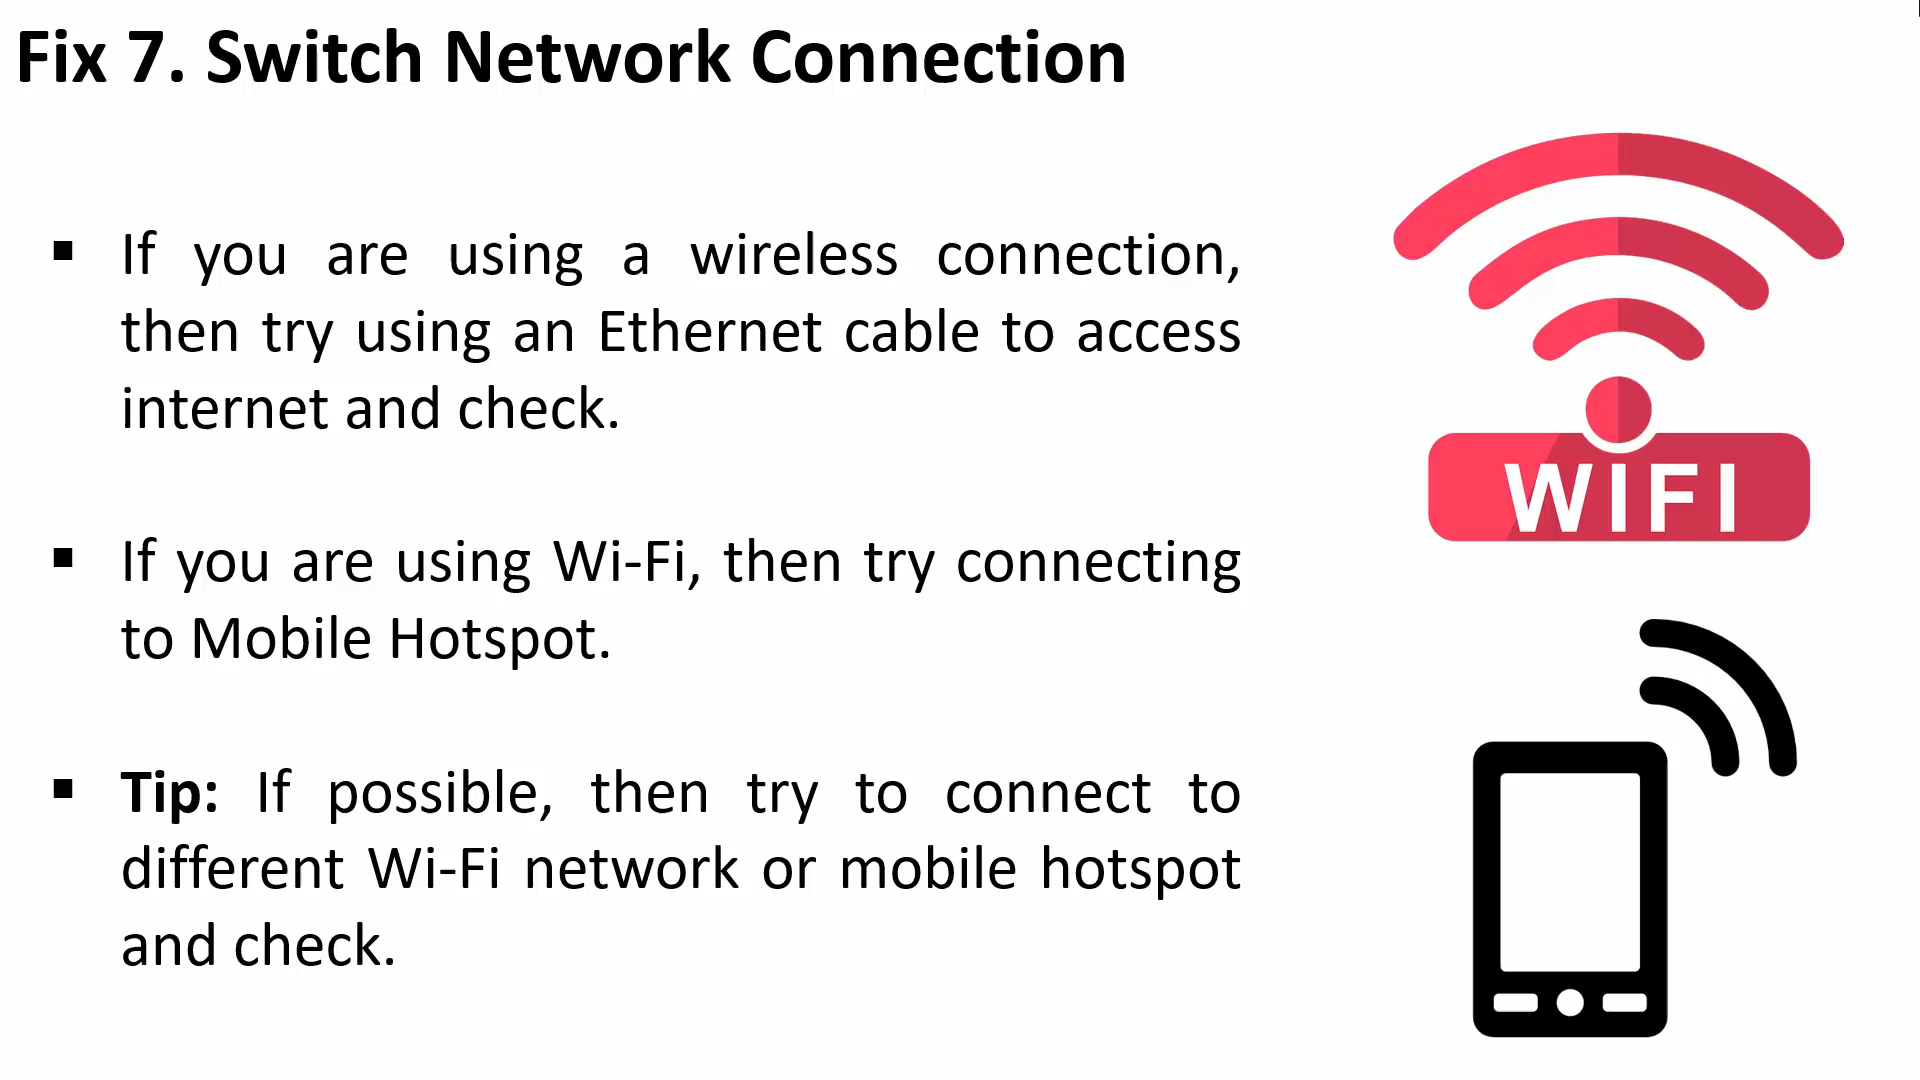 Fix 7. Switch Network Connection
▪ If you are using a wireless connection,
then try using an Ethernet cable to access
internet and check.
▪ If you are using Wi-Fi, then try connecting
to Mobile Hotspot.
▪ Tip: If possible, then try to connect to
different Wi-Fi network or mobile hotspot
and check.
WIFI